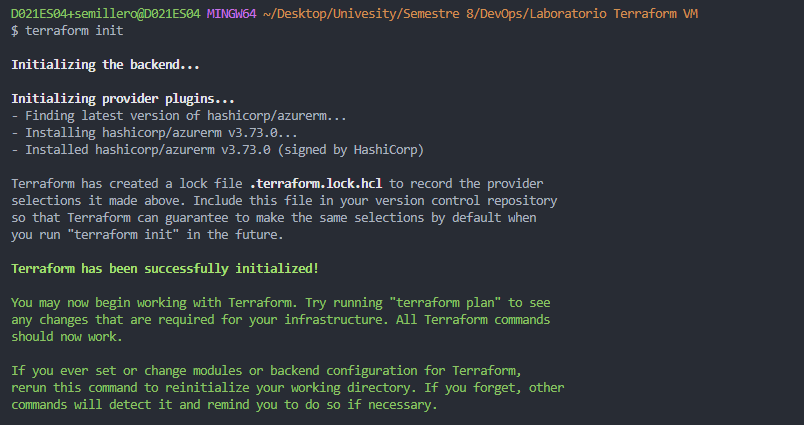 D021ES04+semillero@D021ES04 MINGW64 ~/Desktop/Univesity/Semestre 8/DevOps/Laboratorio Terraform VM
$ terraform init
Initializing the backend...
Initializing provider plugins...
- Finding latest version of hashicorp/azurerm...
- Installing hashicorp/azurerm v3.73.0...
- Installed hashicorp/azurerm v3.73.0 (signed by HashiCorp)
Terraform has created a lock file .terraform.lock.hcl to record the provider
selections it made above. Include this file in your version control repository
so that Terraform can guarantee to make the same selections by default when
you run "terraform init" in the future.
Terraform has been successfully initialized!
You may now begin working with Terraform. Try running "terraform plan" to see
any changes that are required for your infrastructure. All Terraform commands
should now work.
If you ever set or change modules or backend configuration for Terraform,
rerun this command to reinitialize your working directory. If you forget, other
commands will detect it and remind you to do so if necessary.